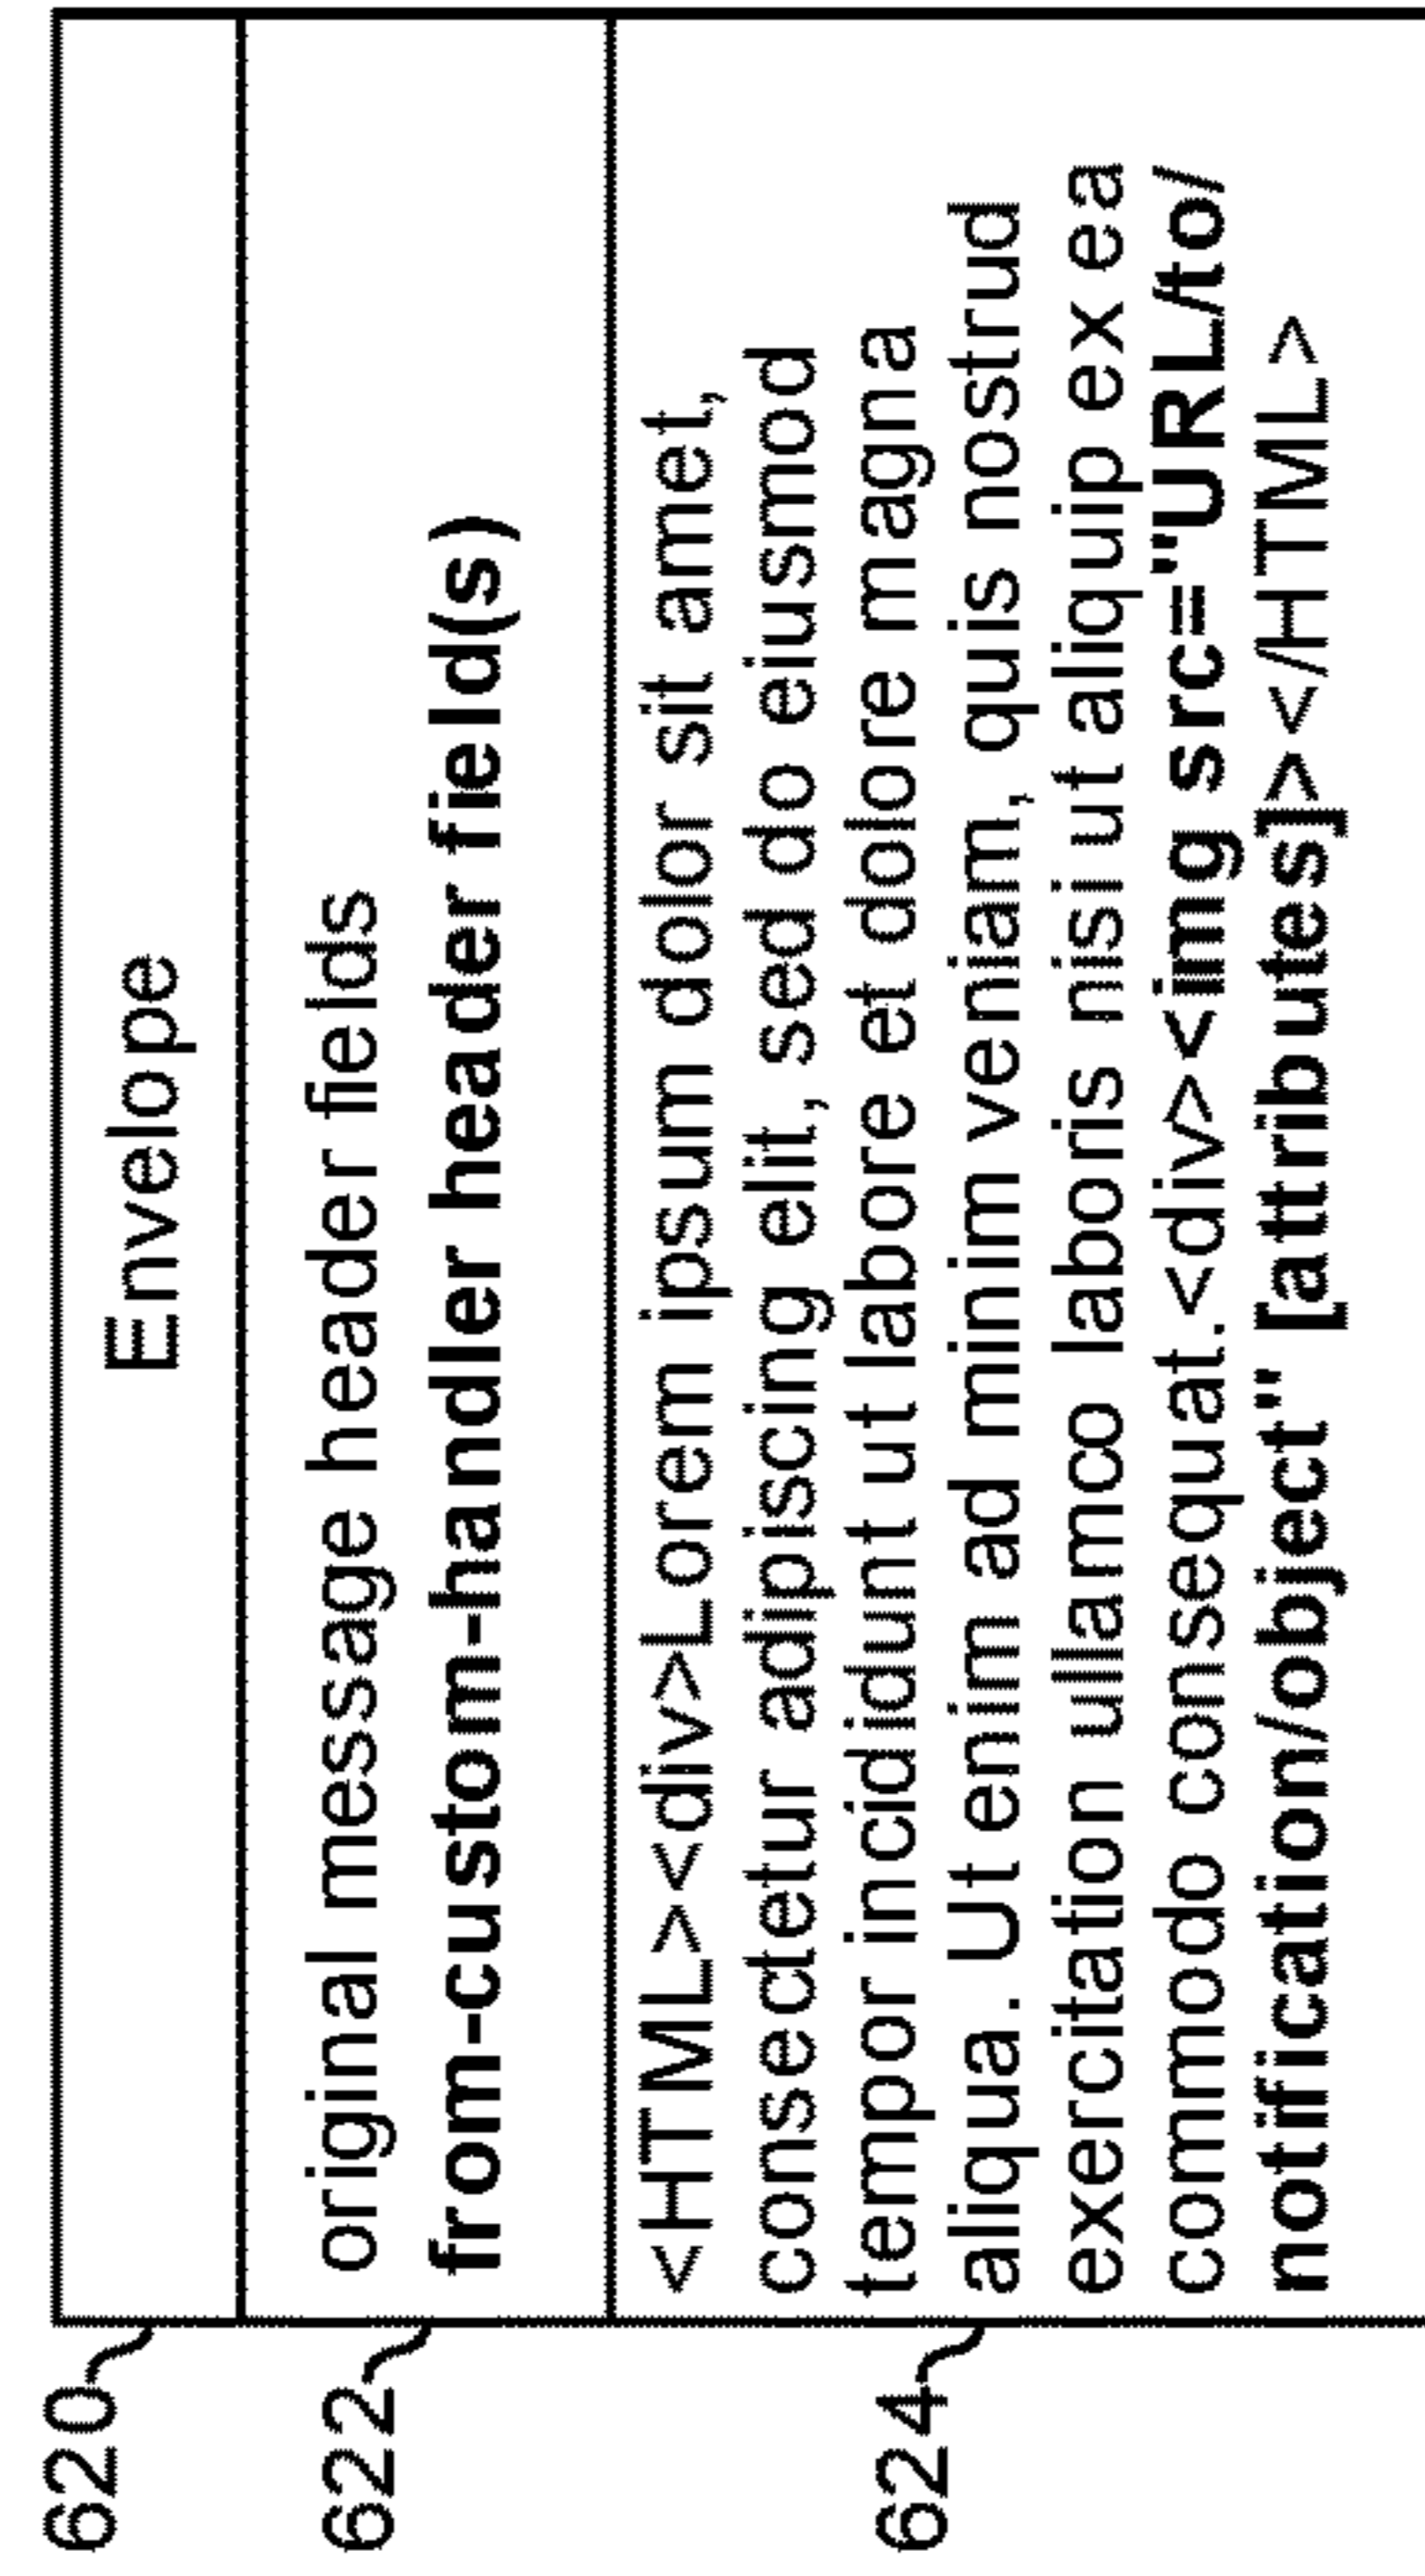 620
Envelope
622
original message header fields
from-custom-handler header field(s)
624
<HTML><div>Lorem ipsum dolor sit amet,
consectetur adipiscing elit, sed do eiusmod
tempor incididunt ut labore et dolore magna
aliqua. Ut enim ad minim veniam, quis nostrud
exercitation ullamco laboris nisi ut aliquip ex ea
commodo consequat.<div><img src="URL/to/
notification/object" [attributes]></HTML>